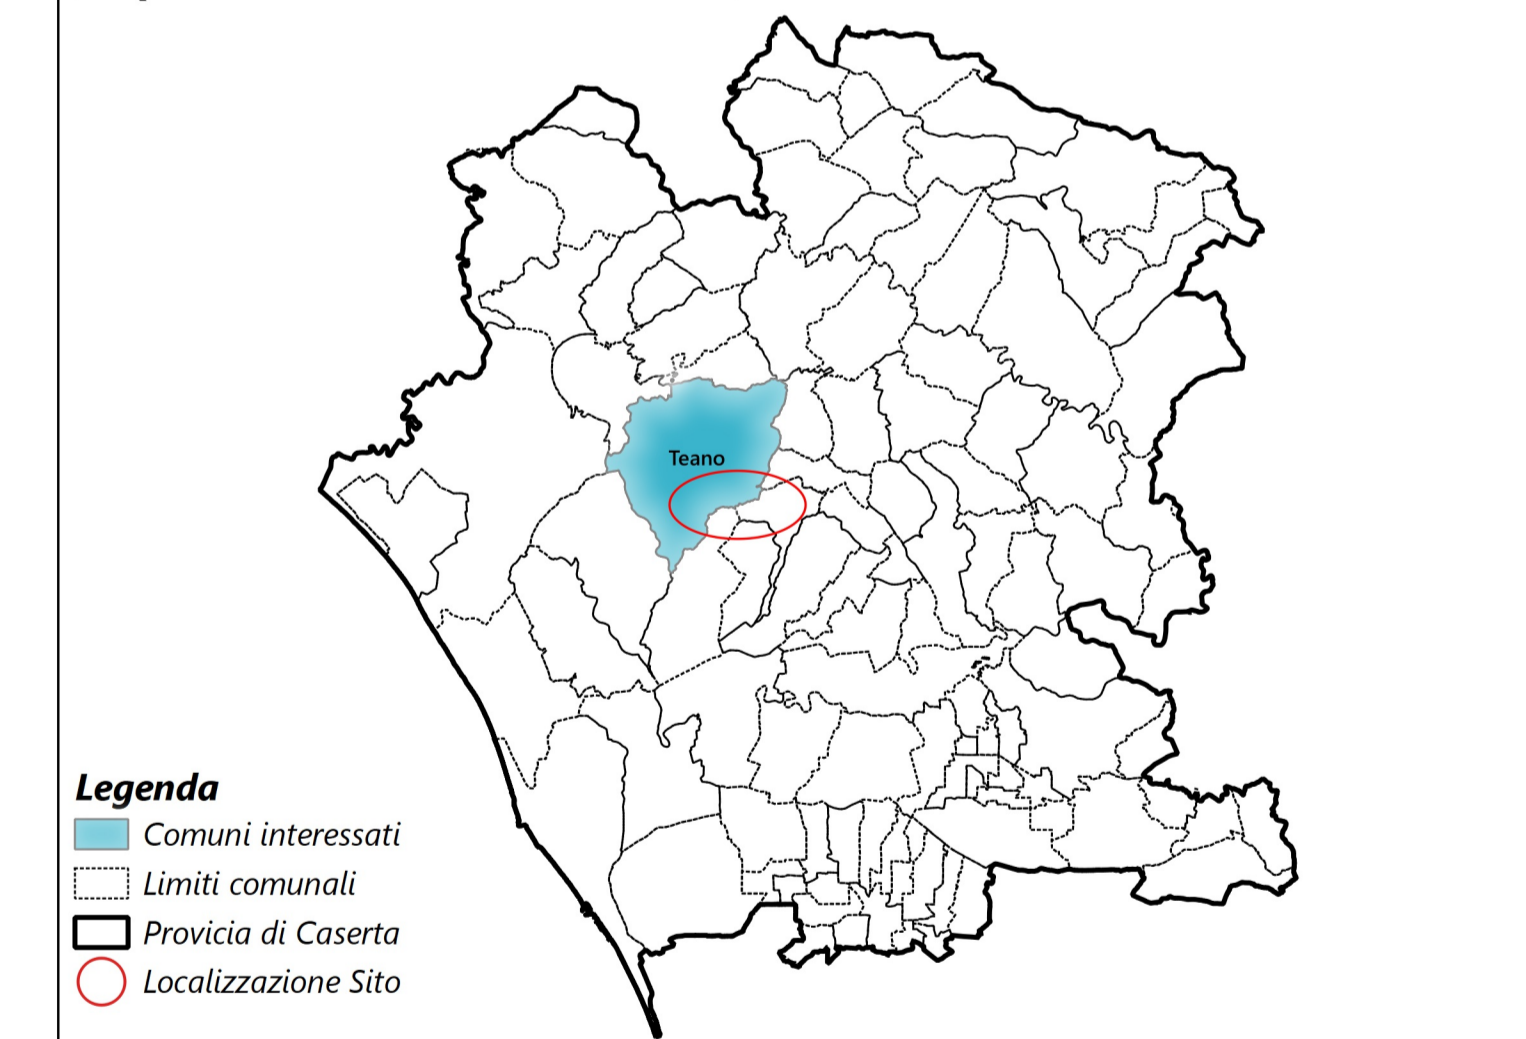 Teano
Legenda
Comuni interessati
Limiti comunali
Provicia di Caserta
Localizzazione Sito